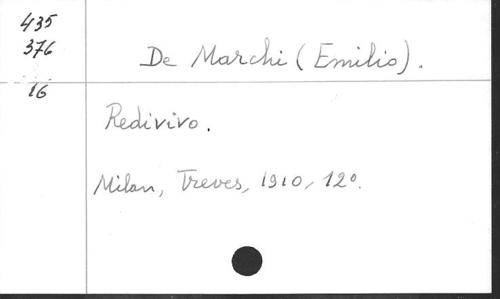 435
376
16
De Marchi (Emilio).
Redivivo.
Milan, Treves, 1910, 12°.